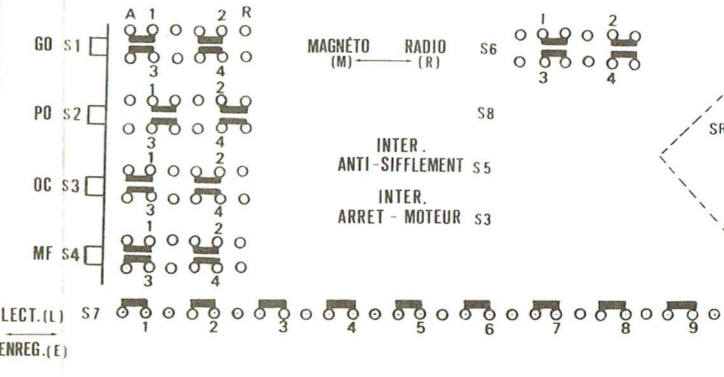 A 1 2 R
GO S1
3 4
MAGNÉTO RADIO S6
(M) (R)
1 2
3 4
1 2
PO S2
3 4
S8
SR
INTER.
ANTI-SIFFLEMENT S5
1 2
OC S3
3 4
INTER.
ARRET - MOTEUR S3
1 2
MF S4
3 4
LECT.(L) S7
1 2 3 4 5 6 7 8 9
ENREG.(E)